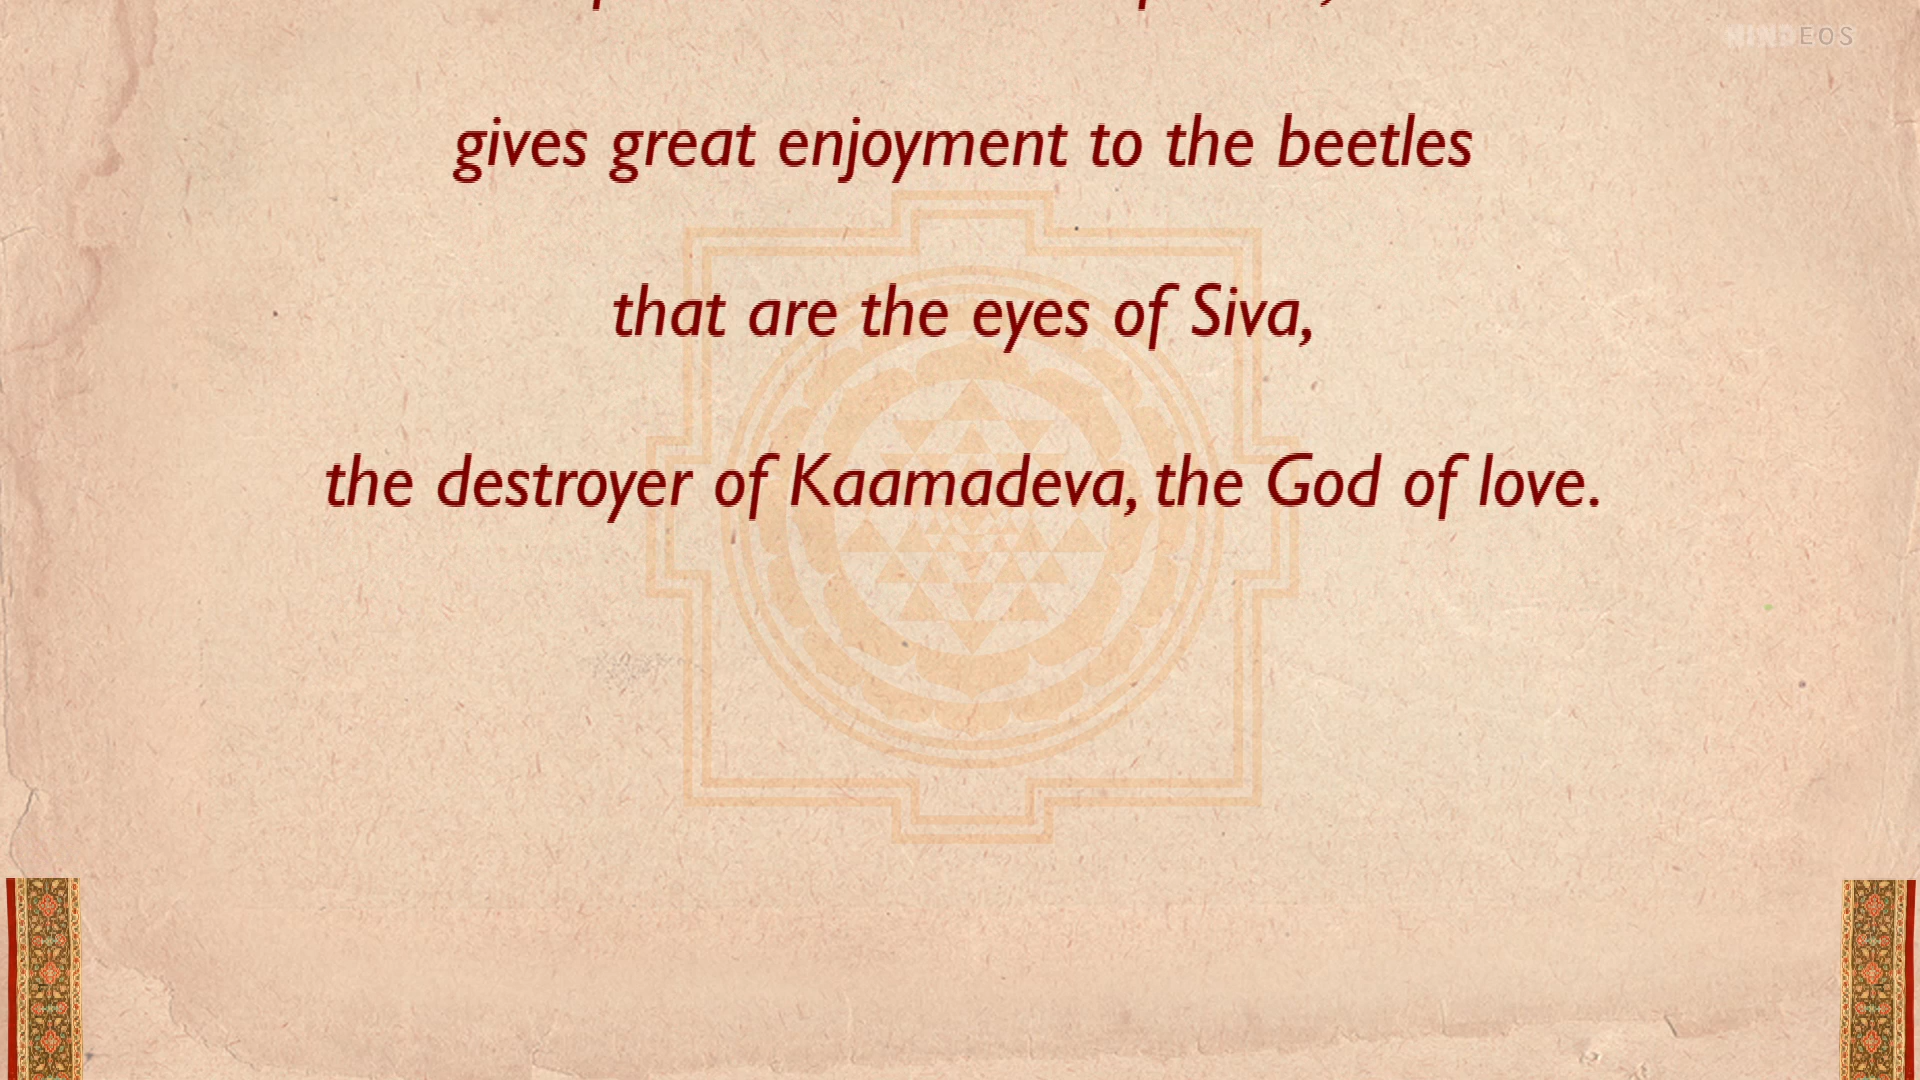 HINDEOS
gives great enjoyment to the beetles
that are the eyes of Siva,
the destroyer of Kaamadeva, the God of love.